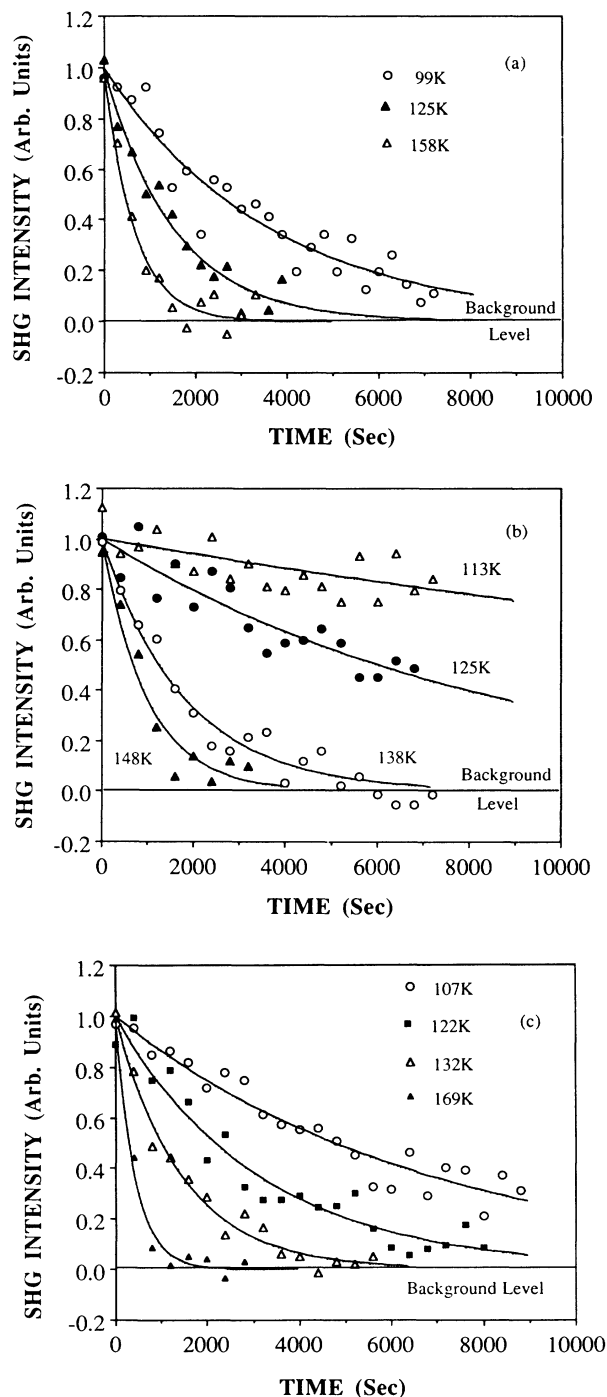 (a)
SHG INTENSITY (Arb. Units)
1.2
1.0
0.8
0.6
0.4
0.2
0.0
-0.2
99K
125K
158K
Background
Level
0
2000
4000
6000
8000
10000
TIME (Sec)
(b)
SHG INTENSITY (Arb. Units)
1.2
1.0
0.8
0.6
0.4
0.2
0.0
-0.2
113K
125K
148K
138K
Background
Level
0
2000
4000
6000
8000
10000
TIME (Sec)
(c)
SHG INTENSITY (Arb. Units)
1.2
1.0
0.8
0.6
0.4
0.2
0.0
-0.2
107K
122K
132K
169K
Background Level
0
2000
4000
6000
8000
10000
TIME (Sec)